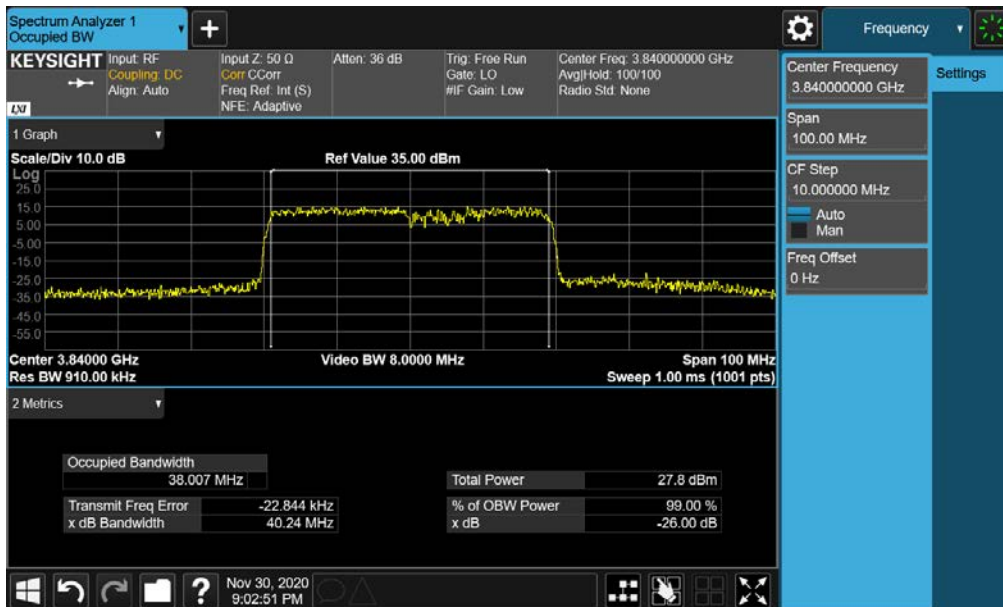 Spectrum Analyzer 1
Occupied BW
+
Frequency
KEYSIGHT
Input: RF
Coupling: DC
Align: Auto
Input Z: 50 Ω
Corr CCorr
Freq Ref: Int (S)
NFE: Adaptive
Atten: 36 dB
Trig: Free Run
Gate: LO
#IF Gain: Low
Center Freq: 3.840000000 GHz
Avg|Hold: 100/100
Radio Std: None
LXI
Center Frequency
3.840000000 GHz
Settings
Span
100.00 MHz
CF Step
10.000000 MHz
Auto
Man
Freq Offset
0 Hz
1 Graph
Scale/Div 10.0 dB
Ref Value 35.00 dBm
Log
25.0
15.0
5.00
-5.00
-15.0
-25.0
-35.0
-45.0
-55.0
Center 3.84000 GHz
Video BW 8.0000 MHz
Span 100 MHz
Res BW 910.00 kHz
Sweep 1.00 ms (1001 pts)
2 Metrics
Occupied Bandwidth
38.007 MHz
Total Power 27.8 dBm
Transmit Freq Error -22.844 kHz
% of OBW Power 99.00 %
x dB Bandwidth 40.24 MHz
x dB -26.00 dB
?
Nov 30, 2020
9:02:51 PM